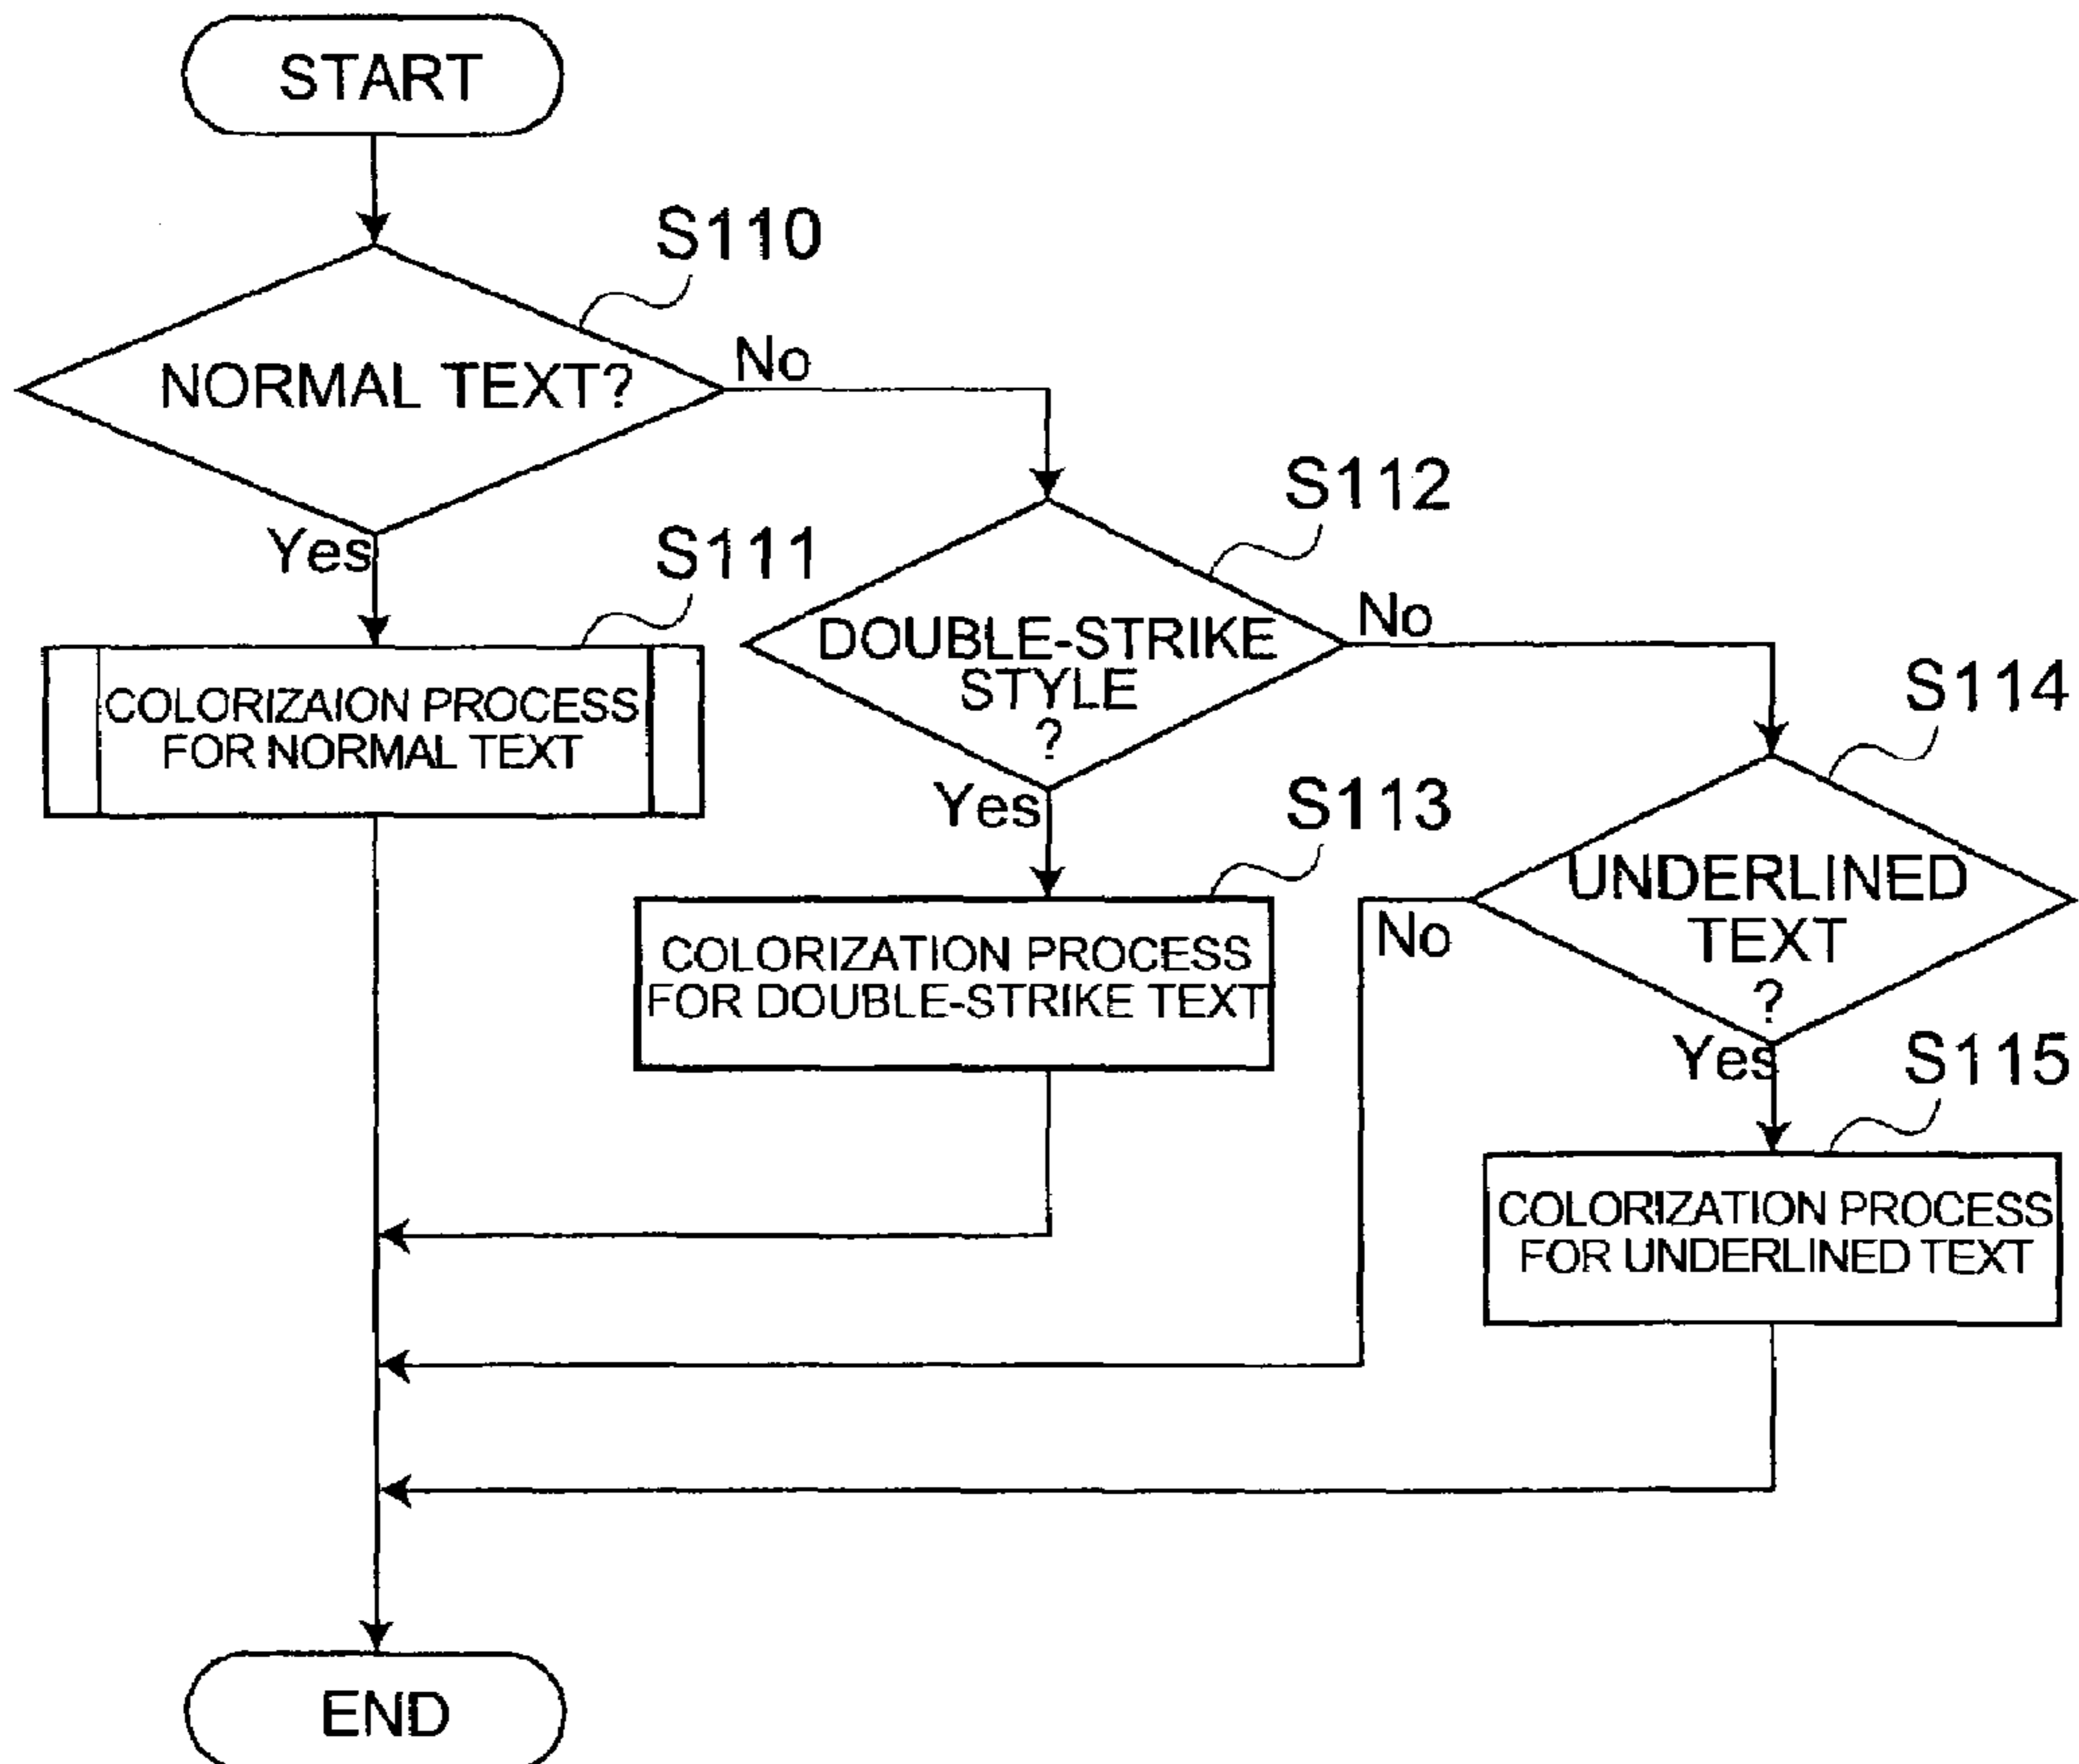 START
S110
NORMAL TEXT?
No
Yes
S111
COLORIZAION PROCESS
FOR NORMAL TEXT
S112
DOUBLE-STRIKE
STYLE
?
No
Yes
S113
COLORIZATION PROCESS
FOR DOUBLE-STRIKE TEXT
S114
UNDERLINED
TEXT
?
No
Yes
S115
COLORIZATION PROCESS
FOR UNDERLINED TEXT
END